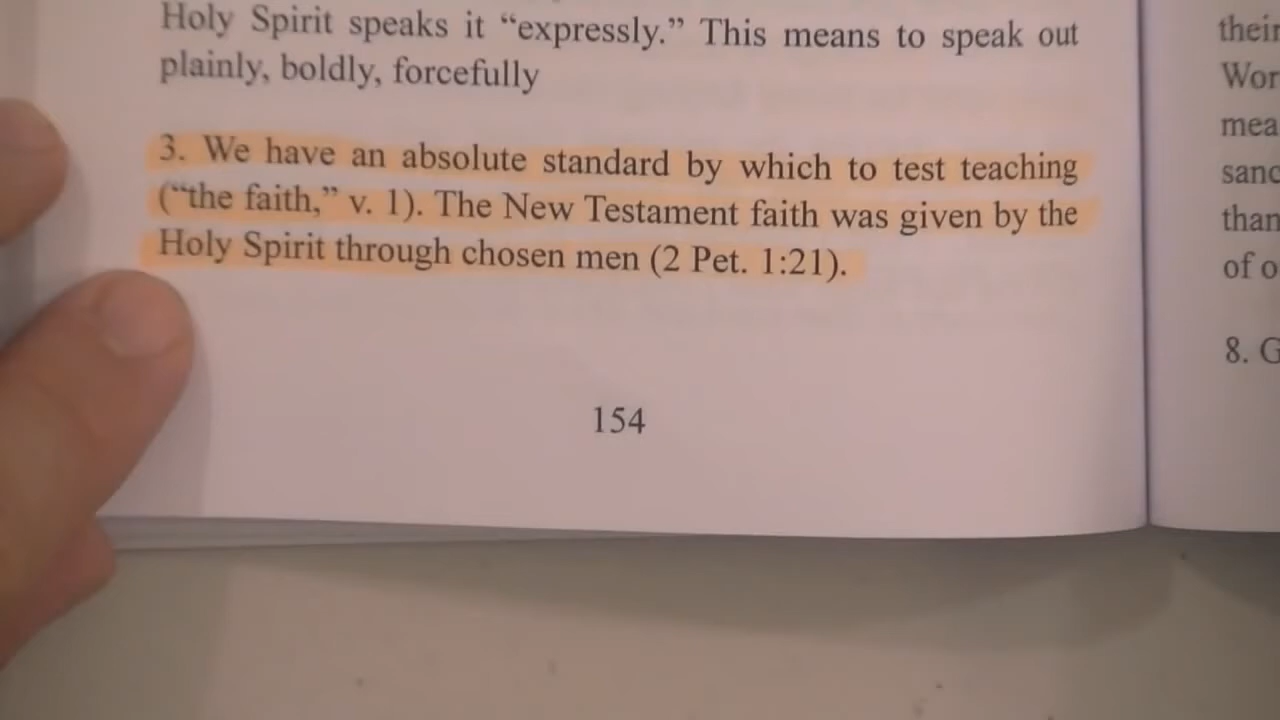 Holy Spirit speaks it “expressly.” This means to speak out
plainly, boldly, forcefully
3. We have an absolute standard by which to test teaching
(“the faith,” v. 1). The New Testament faith was given by the
Holy Spirit through chosen men (2 Pet. 1:21).
154
their
Wor
mea
sanc
than
of o
8. G